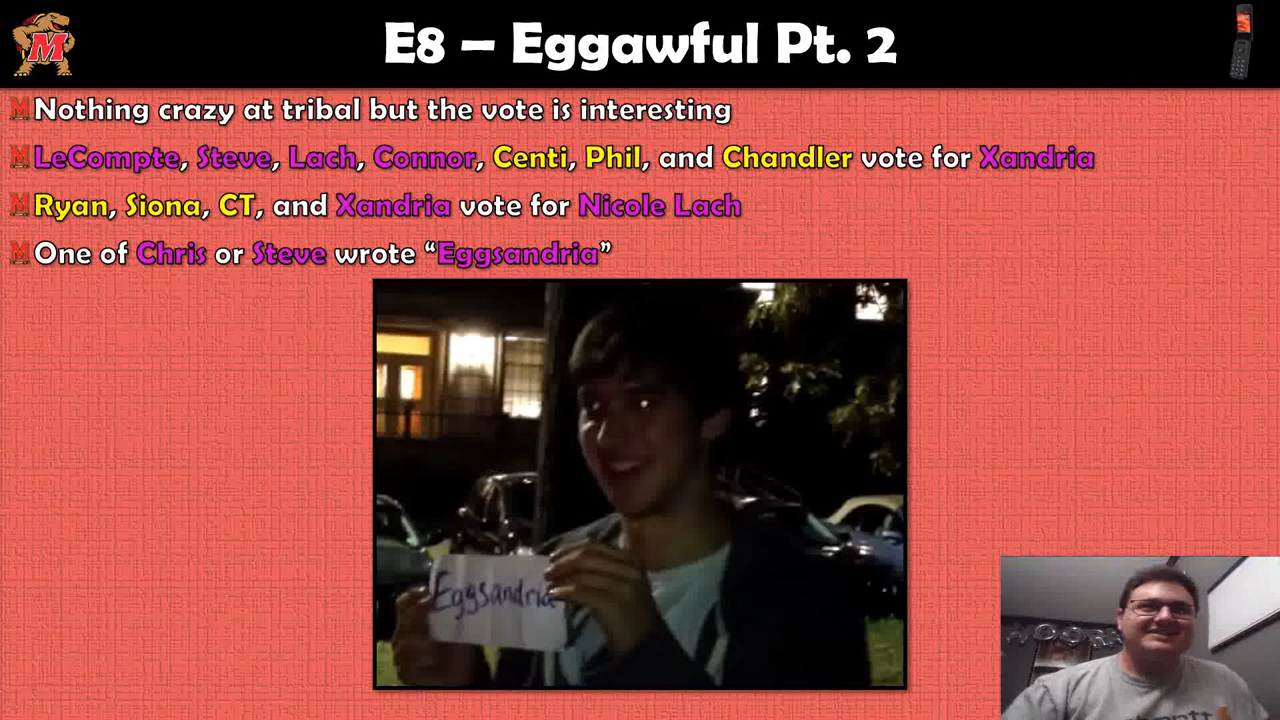 E8 – Eggawful Pt. 2
Nothing crazy at tribal but the vote is interesting
LeCompte, Steve, Lach, Connor, Centi, Phil, and Chandler vote for Xandria
Ryan, Siona, CT, and Xandria vote for Nicole Lach
One of Chris or Steve wrote “Eggsandria”
Eggsandria
M